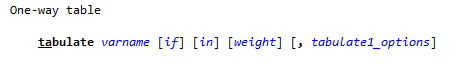 One-way table
tabulate varname [if] [in] [weight] [, tabulate1_options]